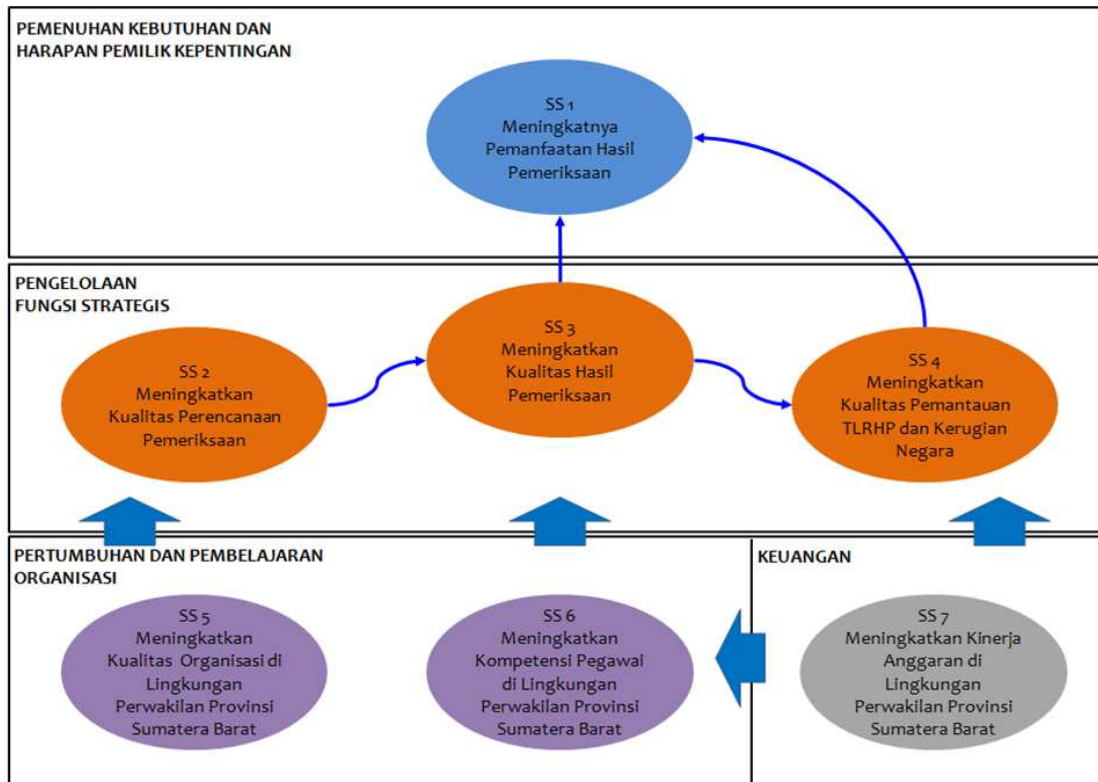 PEMENUHAN KEBUTUHAN DAN
HARAPAN PEMILIK KEPENTINGAN
SS 1
Meningkatnya
Pemanfaatan Hasil
Pemeriksaan
PENGELOLAAN
FUNGSI STRATEGIS
SS 2
Meningkatkan
Kualitas Perencanaan
Pemeriksaan
SS 3
Meningkatkan
Kualitas Hasil
Pemeriksaan
SS 4
Meningkatkan
Kualitas Pemantauan
TLRHP dan Kerugian
Negara
PERTUMBUHAN DAN PEMBELAJARAN
ORGANISASI
SS 5
Meningkatkan
Kualitas Organisasi di
Lingkungan
Perwakilan Provinsi
Sumatera Barat
SS 6
Meningkatkan
Kompetensi Pegawai
di Lingkungan
Perwakilan Provinsi
Sumatera Barat
KEUANGAN
SS 7
Meningkatkan Kinerja
Anggaran di
Lingkungan
Perwakilan Provinsi
Sumatera Barat